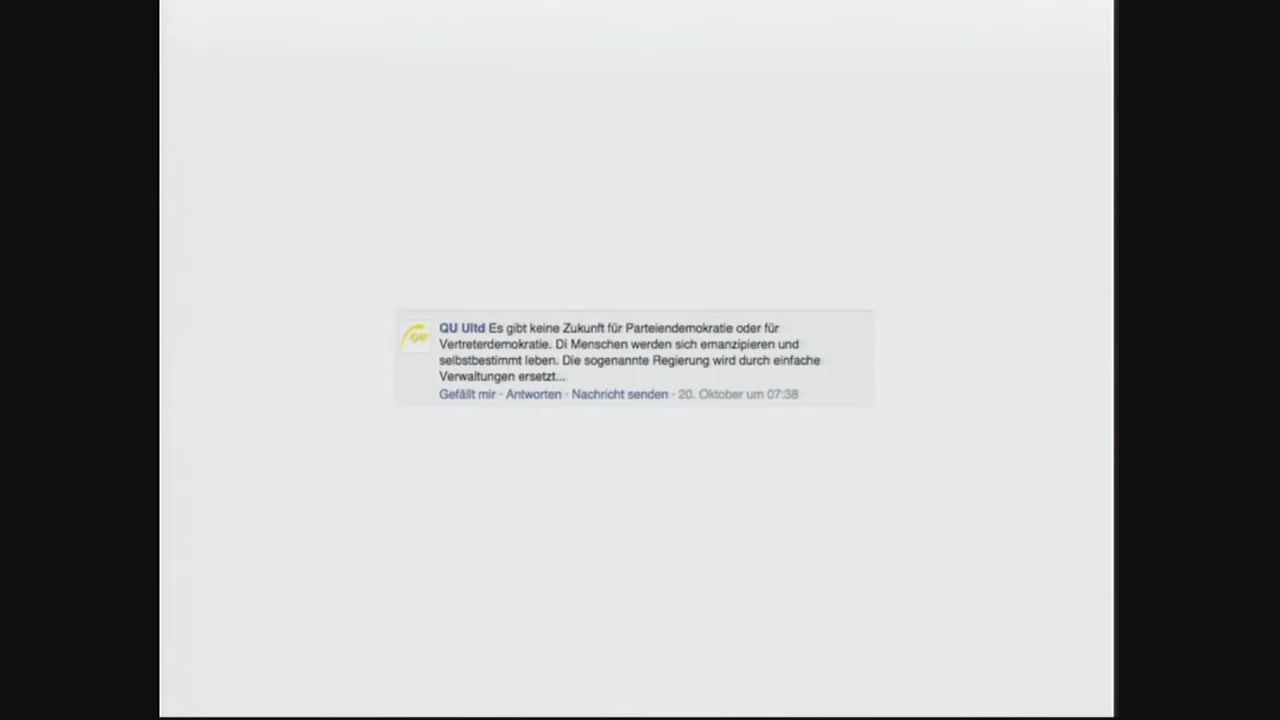 QU Ultd Es gibt keine Zukunft für Parteiendemokratie oder für
Vertreterdemokratie. Di Menschen werden sich emanzipieren und
selbstbestimmt leben. Die sogenannte Regierung wird durch einfache
Verwaltungen ersetzt...
Gefällt mir · Antworten · Nachricht senden · 20. Oktober um 07:38